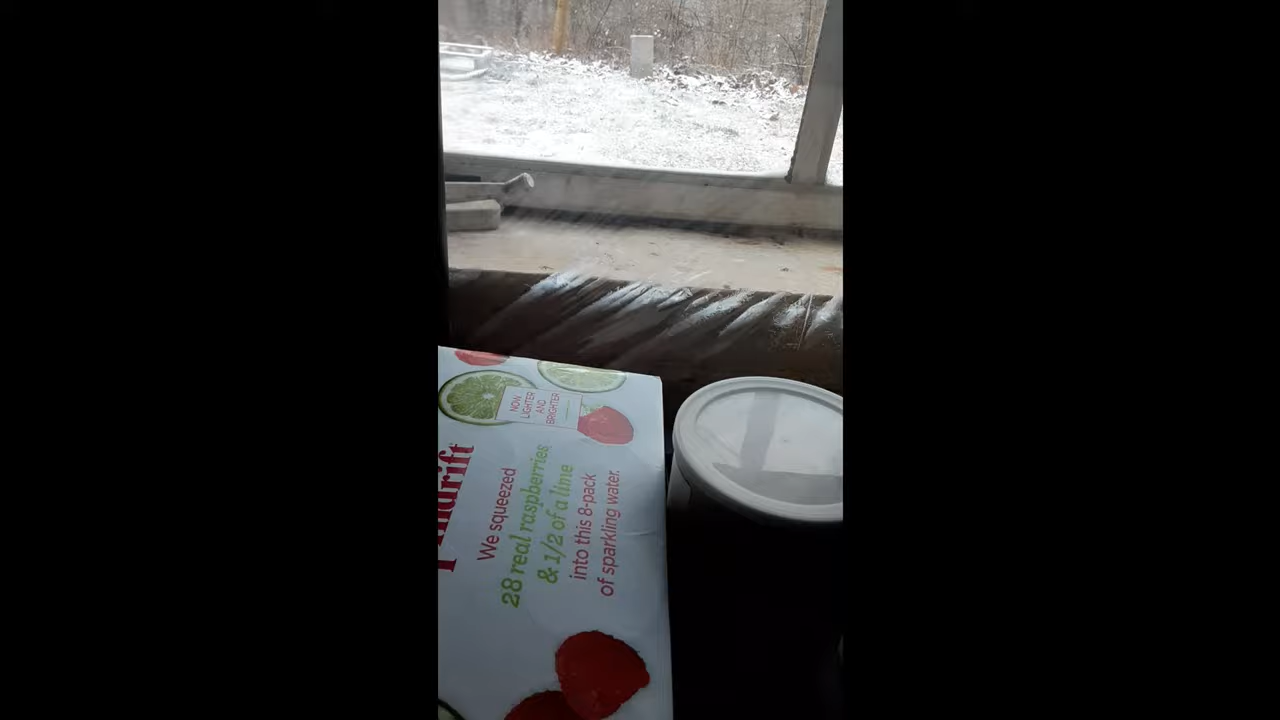 NOW
LIGHTER
AND
BRIGHTER
We squeezed
28 real raspberries
& 1/2 of a lime
into this 8-pack
of sparkling water.